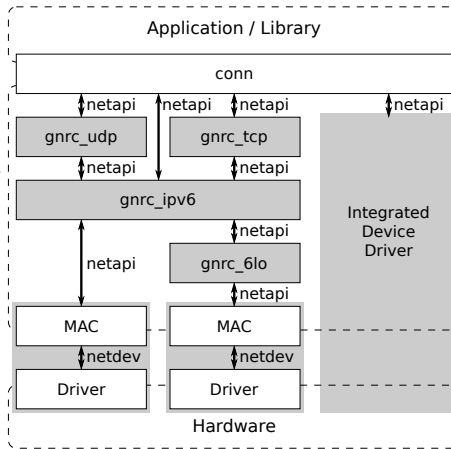 Application / Library
conn
netapi netapi netapi netapi
gnrc_udp gnrc_tcp
netapi netapi
gnrc_ipv6
netapi
Integrated
Device
Driver
netapi
gnrc_6lo
netapi
MAC MAC
netdev netdev
Driver Driver
Hardware